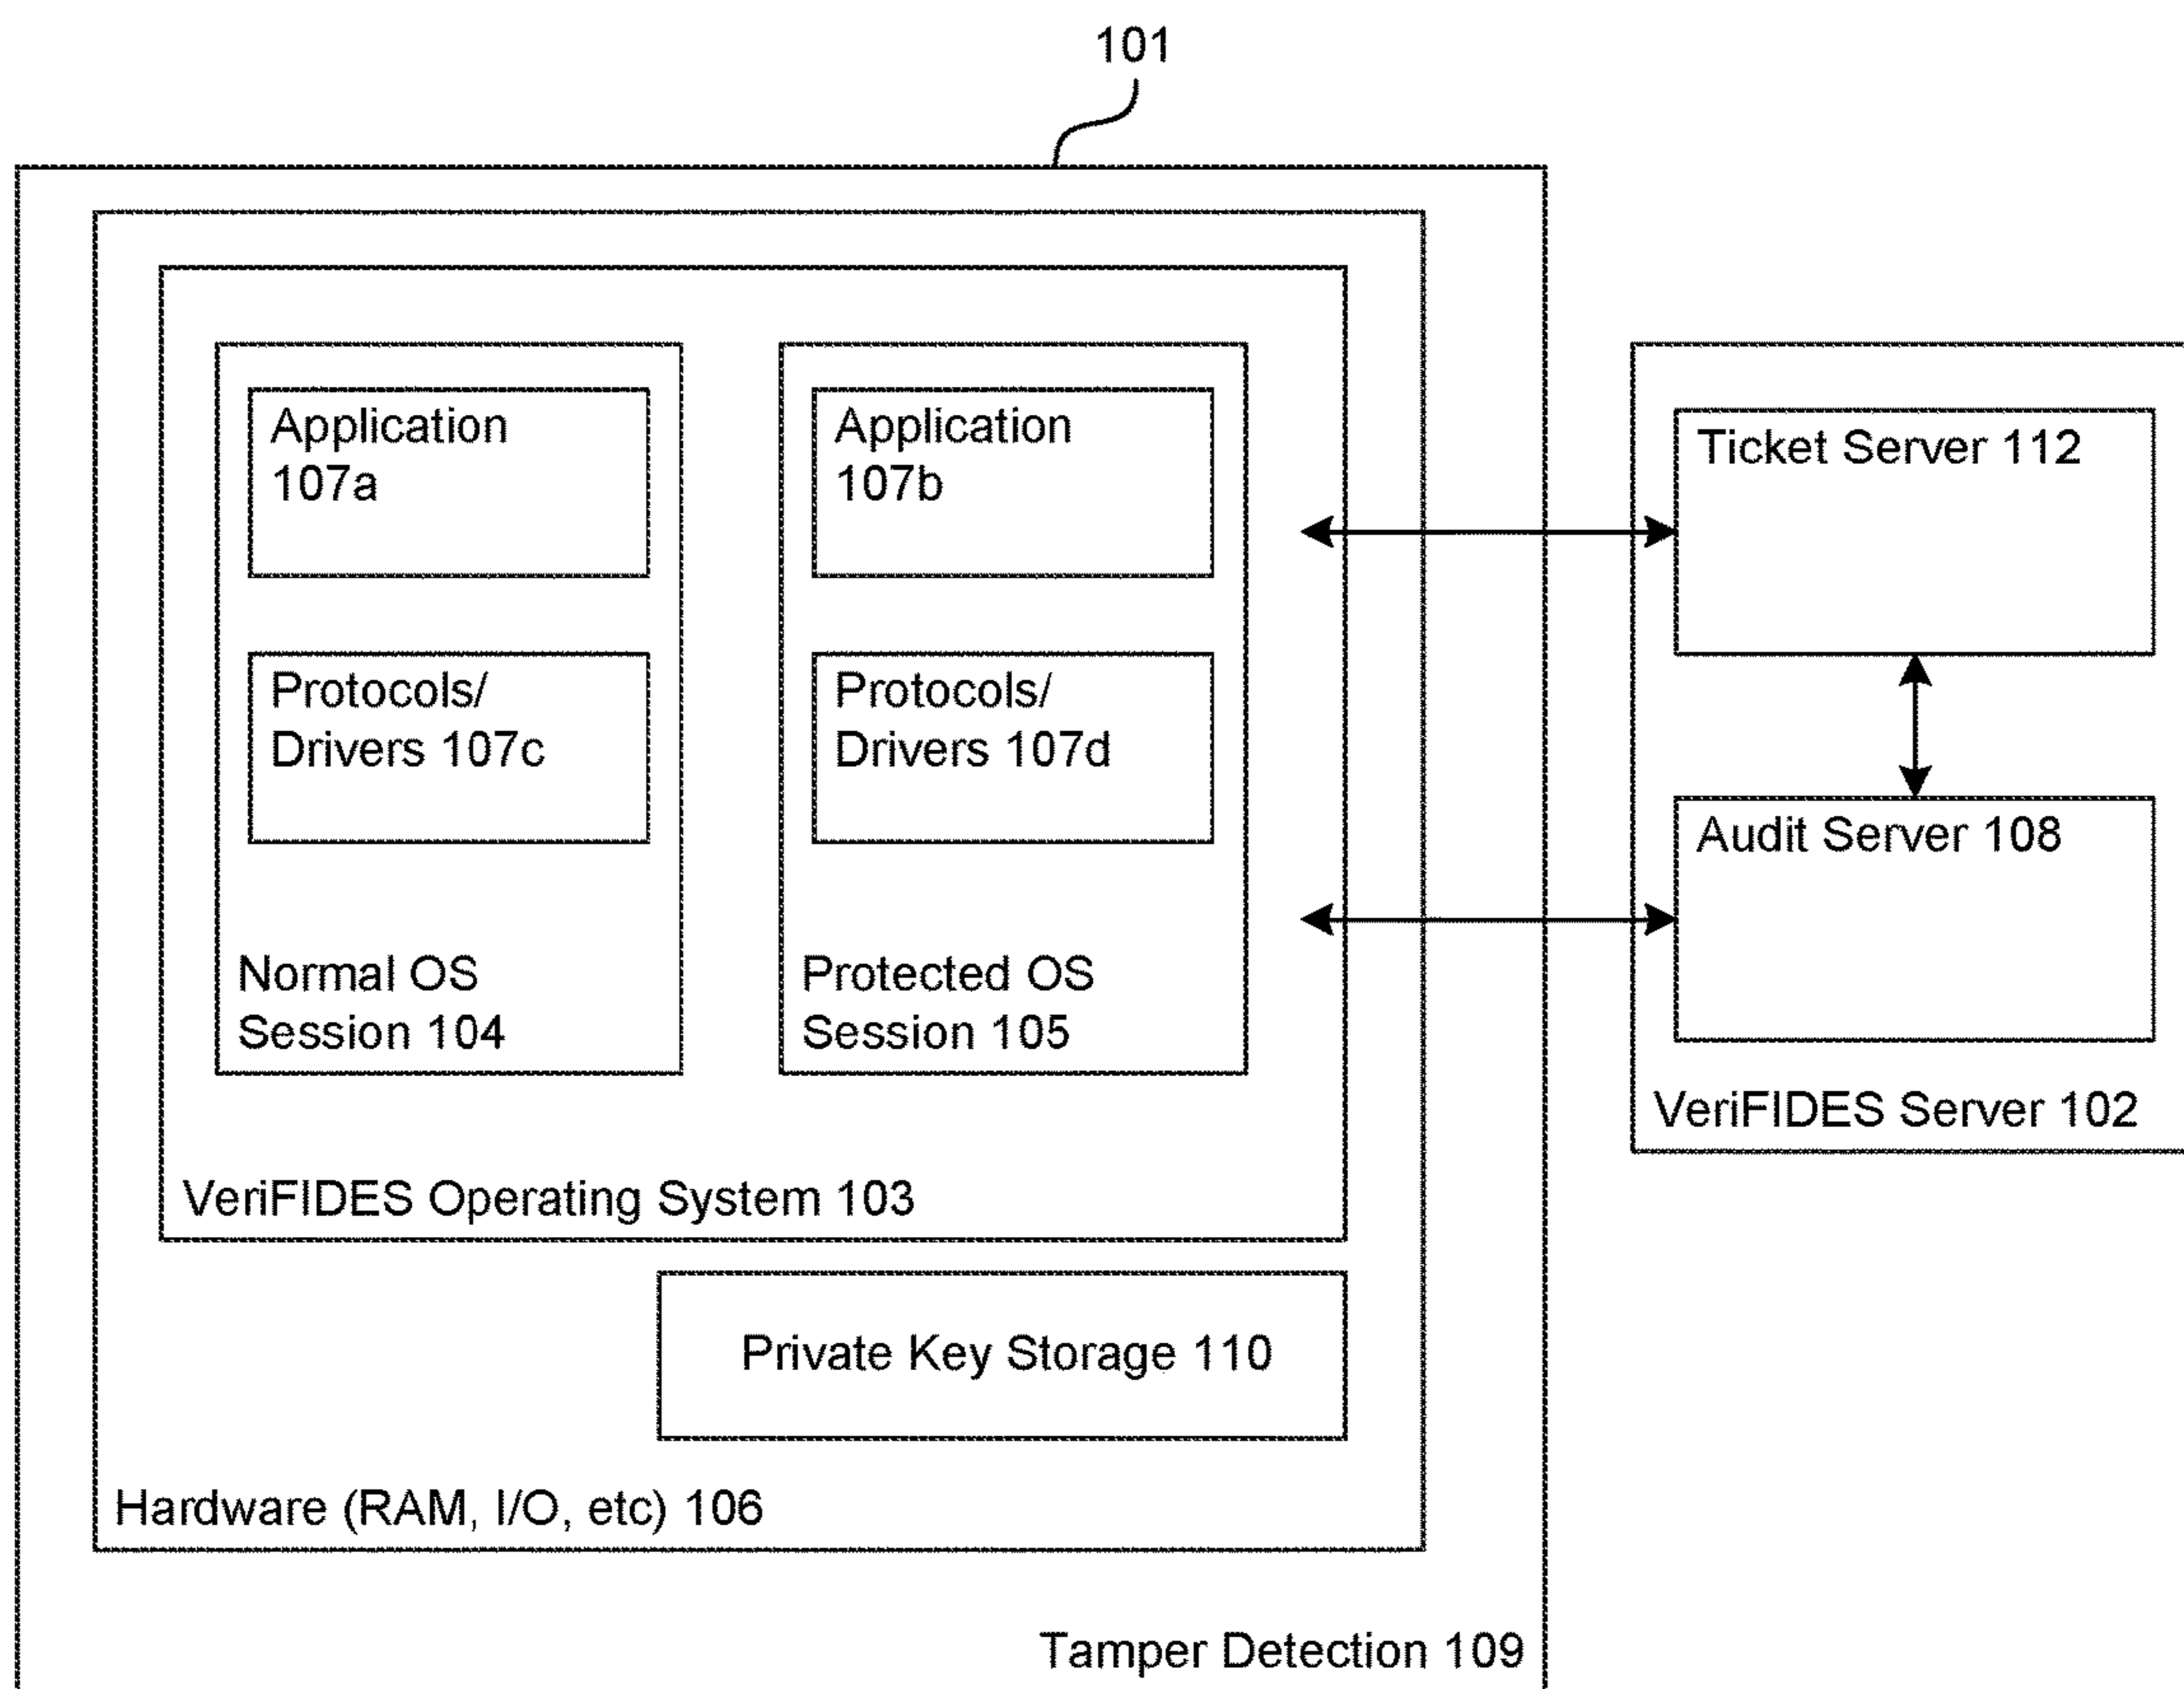 101
Application
107a
Protocols/
Drivers 107c
Normal OS
Session 104
Application
107b
Protocols/
Drivers 107d
Protected OS
Session 105
VeriFIDES Operating System 103
Private Key Storage 110
Hardware (RAM, I/O, etc) 106
Tamper Detection 109
Ticket Server 112
Audit Server 108
VeriFIDES Server 102